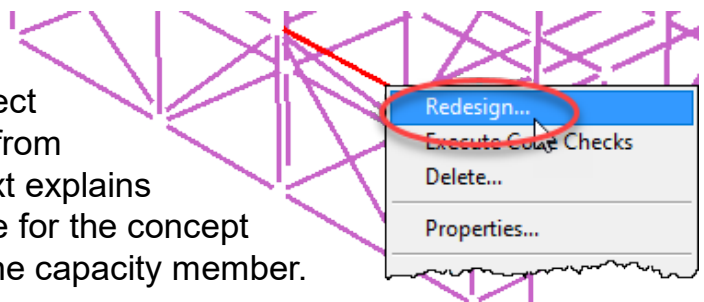 ect
from
xt explains
e for the concept
he capacity member.
Redesign...
Execute Code Checks
Delete...
Properties...